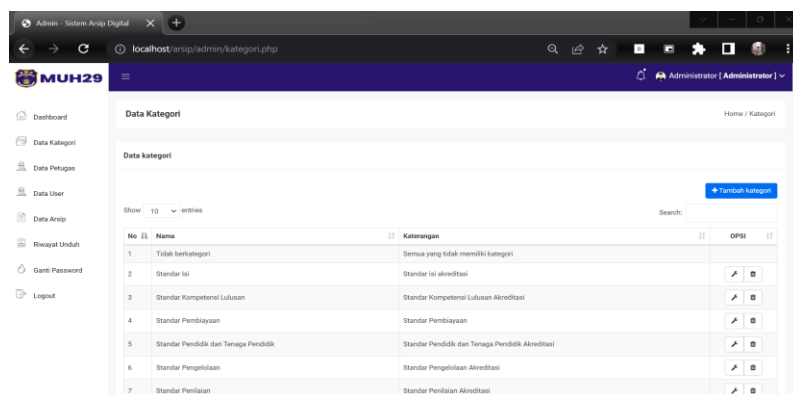 Admin - Sistem Arsip Digital
localhost/arsip/admin/kategori.php
MUH29
Administrator [ Administrator ]
Dashboard
Data Kategori
Data Petugas
Data User
Data Arsip
Riwayat Unduh
Ganti Password
Logout
Data Kategori
Home / Kategori
Data kategori
+ Tambah kategori
Show 10 entries
Search:
No Nama Katerangan OPSI
1 Tidak berkategori Semua yang tidak memiliki kategori
2 Standar Isi Standar isi akreditasi
3 Standar Kompetensi Lulusan Standar Kompetensi Lulusan Akreditasi
4 Standar Pembiayaan Standar Pembiayaan
5 Standar Pendidik dan Tenaga Pendidik Standar Pendidik dan Tenaga Pendidik Akreditasi
6 Standar Pengelolaan Standar Pengelolaan Akreditasi
7 Standar Penilaian Standar Penilaian Akreditasi